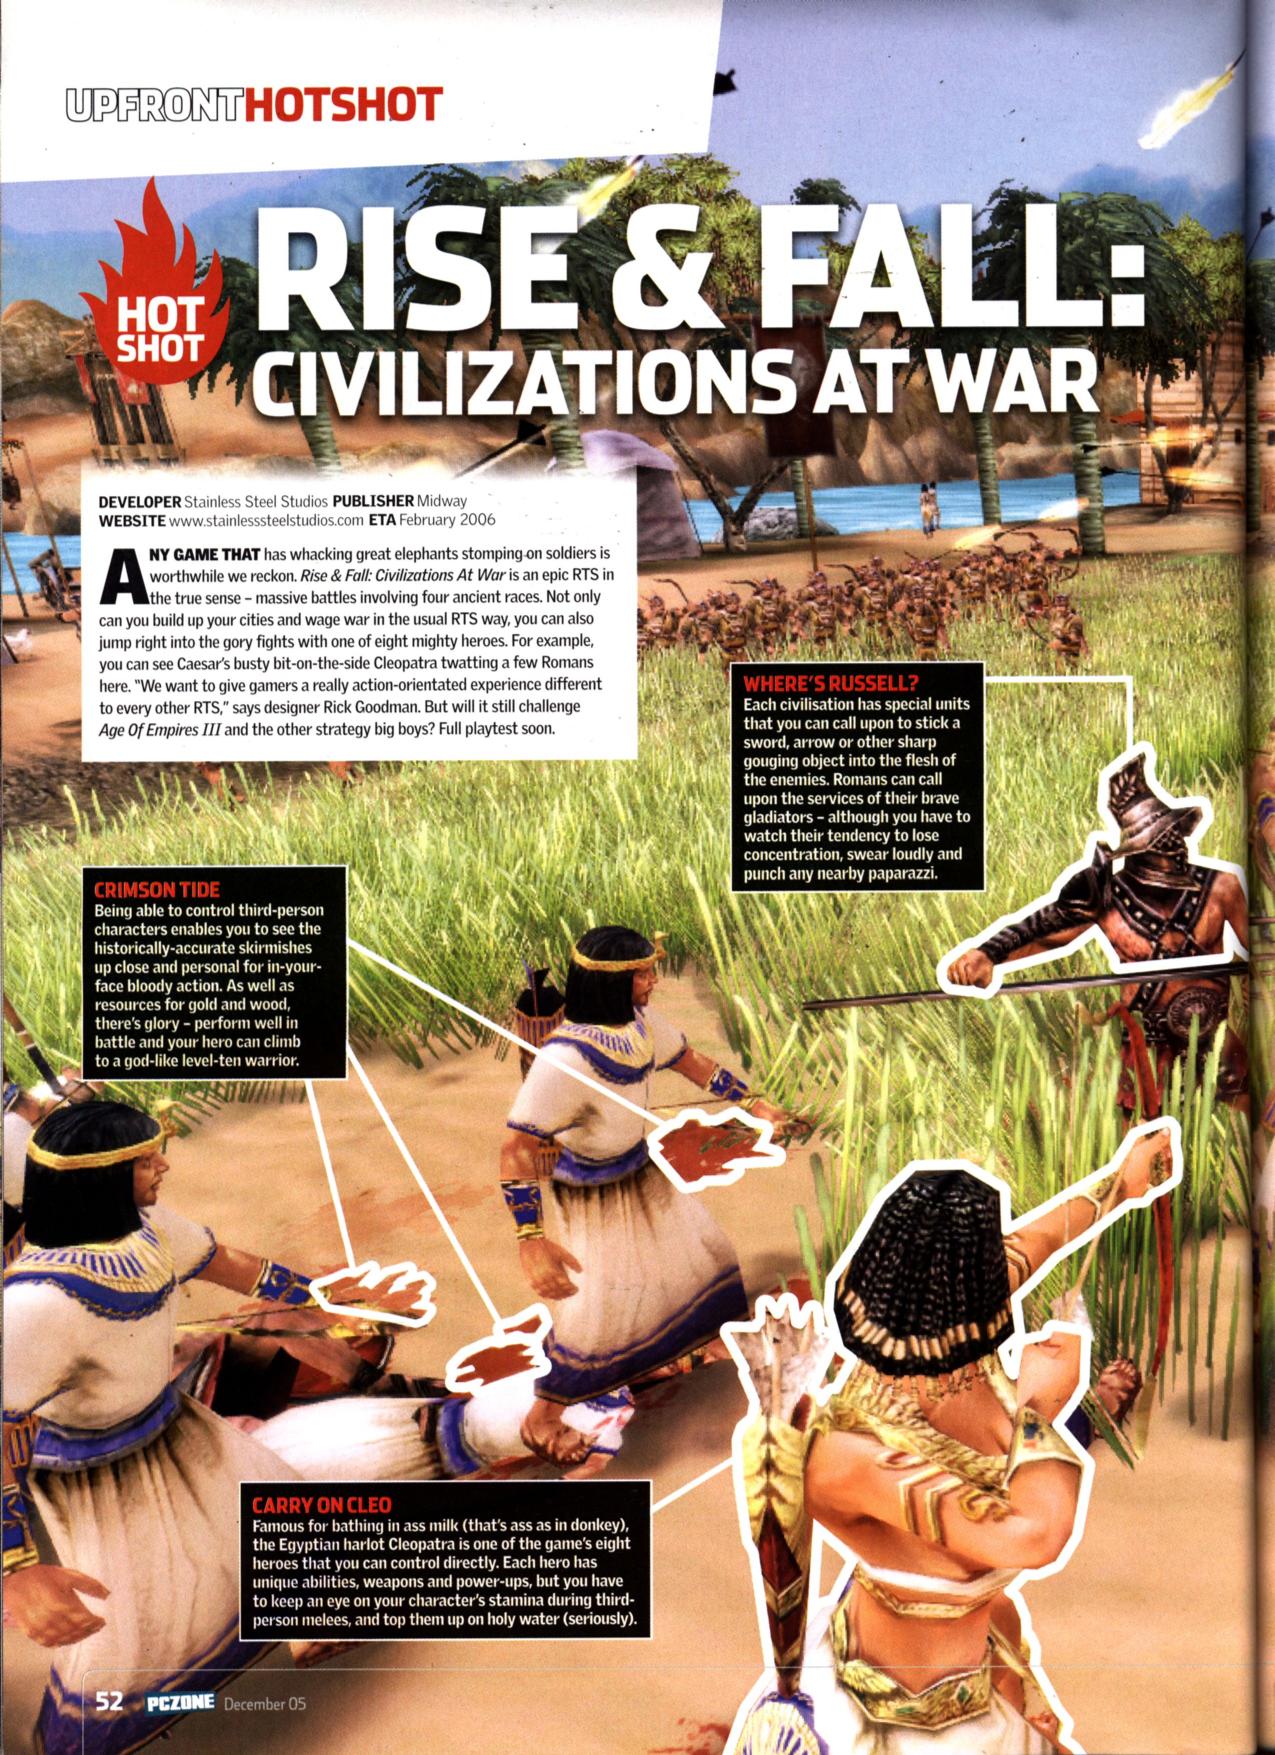 UPFRONTHOTSHOT
HOT
SHOT
RISE & FALL:
CIVILIZATIONS AT WAR
DEVELOPER Stainless Steel Studios PUBLISHER Midway
WEBSITE www.stainlesssteelstudios.com ETA February 2006
ANY GAME THAT has whacking great elephants stomping on soldiers is
worthwhile we reckon. Rise & Fall: Civilizations At War is an epic RTS in
the true sense – massive battles involving four ancient races. Not only
can you build up your cities and wage war in the usual RTS way, you can also
jump right into the gory fights with one of eight mighty heroes. For example,
you can see Caesar's busty bit-on-the-side Cleopatra twatting a few Romans
here. "We want to give gamers a really action-orientated experience different
to every other RTS," says designer Rick Goodman. But will it still challenge
Age Of Empires III and the other strategy big boys? Full playtest soon.
WHERE'S RUSSELL?
Each civilisation has special units
that you can call upon to stick a
sword, arrow or other sharp
gouging object into the flesh of
the enemies. Romans can call
upon the services of their brave
gladiators – although you have to
watch their tendency to lose
concentration, swear loudly and
punch any nearby paparazzi.
CRIMSON TIDE
Being able to control third-person
characters enables you to see the
historically-accurate skirmishes
up close and personal for in-your-
face bloody action. As well as
resources for gold and wood,
there's glory – perform well in
battle and your hero can climb
to a god-like level-ten warrior.
CARRY ON CLEO
Famous for bathing in ass milk (that's ass as in donkey),
the Egyptian harlot Cleopatra is one of the game's eight
heroes that you can control directly. Each hero has
unique abilities, weapons and power-ups, but you have
to keep an eye on your character's stamina during third-
person melees, and top them up on holy water (seriously).
52 PCZONE December 05